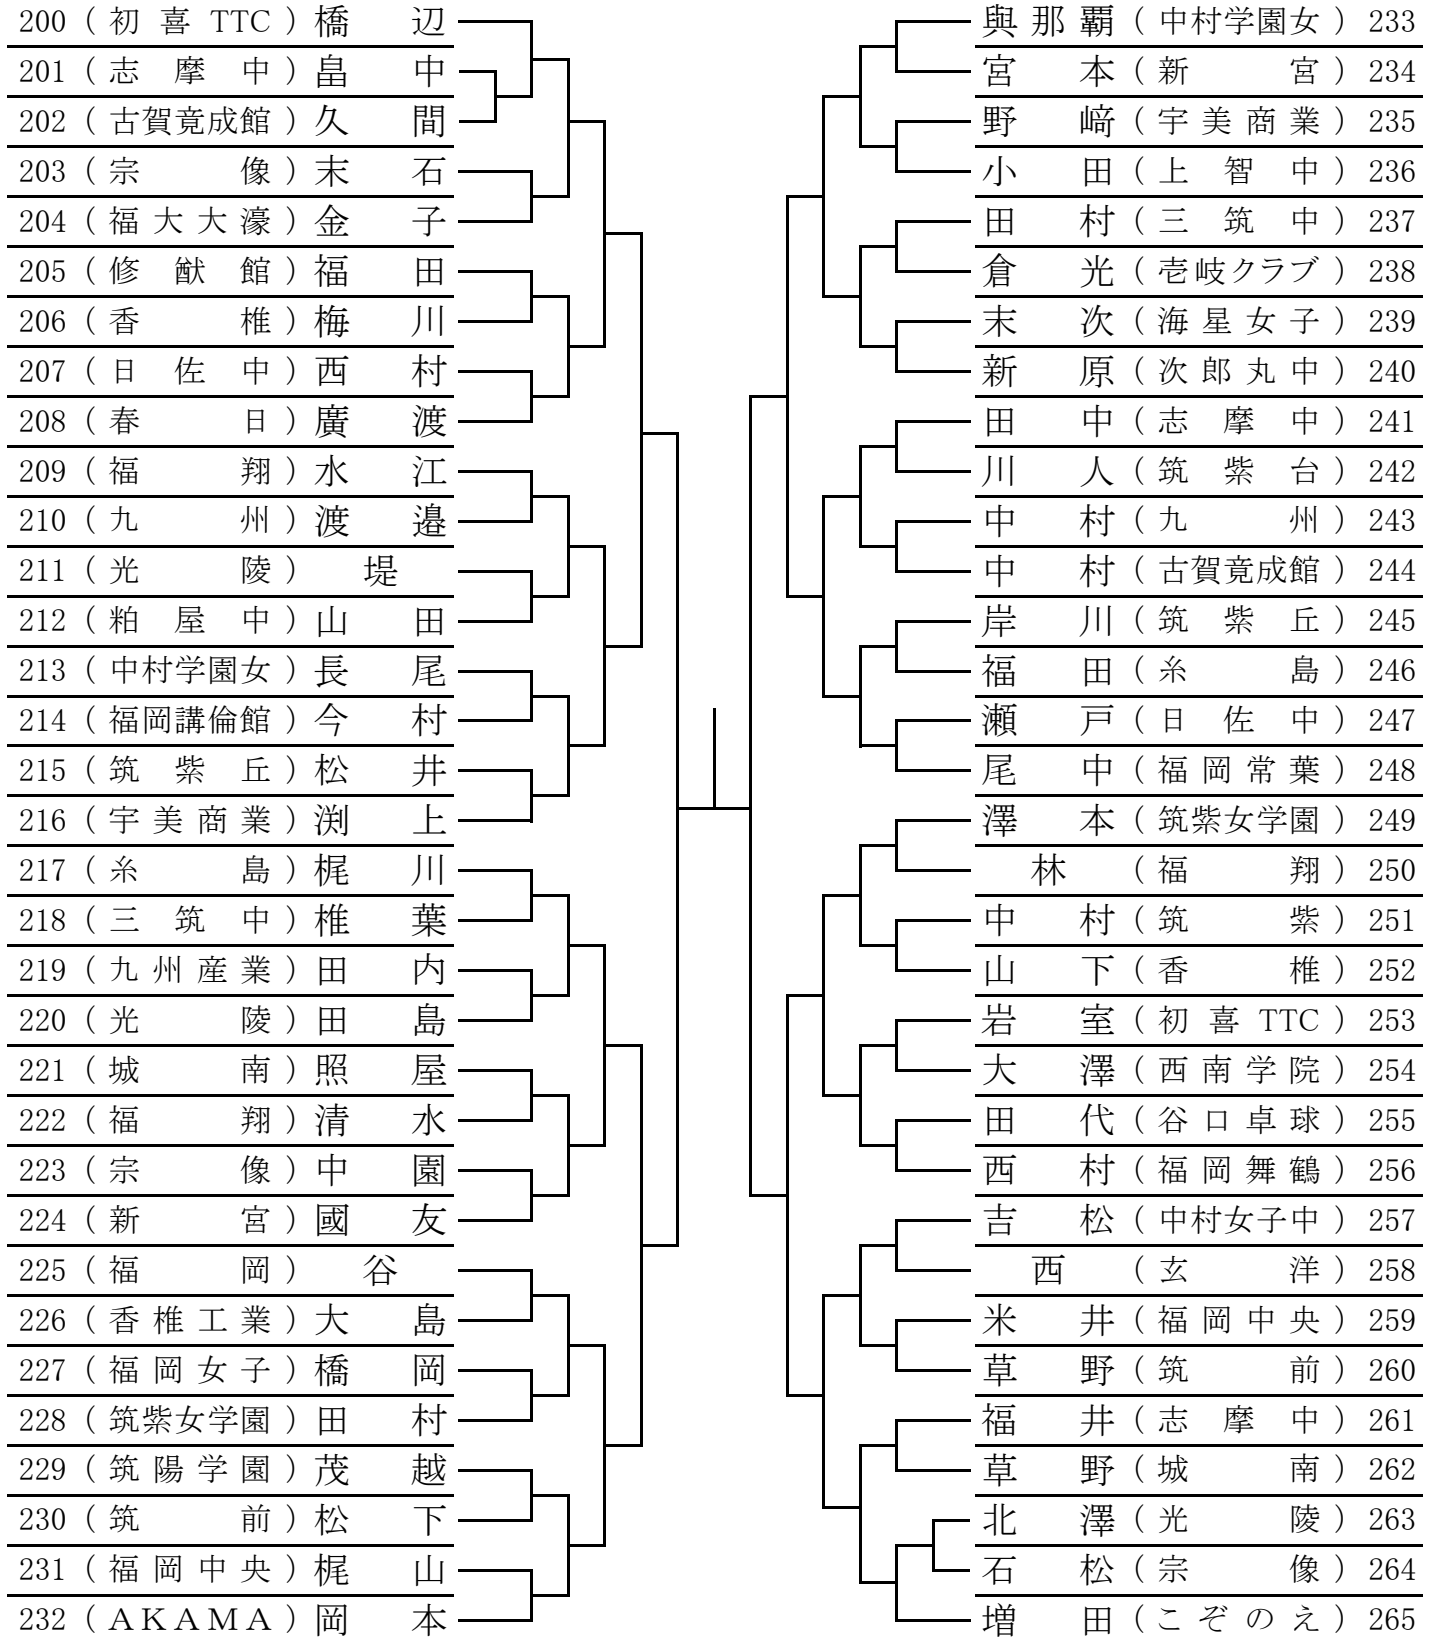 200 ( 初喜TTC ) 橋辺
201 ( 志摩中 ) 畠中
202 ( 古賀竟成館 ) 久間
203 ( 宗像 ) 末石
204 ( 福大大濠 ) 金子
205 ( 修猷館 ) 福田
206 ( 香椎 ) 梅川
207 ( 日佐中 ) 西村
208 ( 春日 ) 廣渡
209 ( 福翔 ) 水江
210 ( 九州 ) 渡邉
211 ( 光陵 ) 堤
212 ( 粕屋中 ) 山田
213 ( 中村学園女 ) 長尾
214 ( 福岡講倫館 ) 今村
215 ( 筑紫丘 ) 松井
216 ( 宇美商業 ) 渕上
217 ( 糸島 ) 梶川
218 ( 三筑中 ) 椎葉
219 ( 九州産業 ) 田内
220 ( 光陵 ) 田島
221 ( 城南 ) 照屋
222 ( 福翔 ) 清水
223 ( 宗像 ) 中園
224 ( 新宮 ) 國友
225 ( 福岡 ) 谷
226 ( 香椎工業 ) 大島
227 ( 福岡女子 ) 橋岡
228 ( 筑紫女学園 ) 田村
229 ( 筑陽学園 ) 茂越
230 ( 筑前 ) 松下
231 ( 福岡中央 ) 梶山
232 ( AKAMA ) 岡本
與那覇 ( 中村学園女 ) 233
宮本 ( 新宮 ) 234
野﨑 ( 宇美商業 ) 235
小田 ( 上智中 ) 236
田村 ( 三筑中 ) 237
倉光 ( 壱岐クラブ ) 238
末次 ( 海星女子 ) 239
新原 ( 次郎丸中 ) 240
田中 ( 志摩中 ) 241
川人 ( 筑紫台 ) 242
中村 ( 九州 ) 243
中村 ( 古賀竟成館 ) 244
岸川 ( 筑紫丘 ) 245
福田 ( 糸島 ) 246
瀬戸 ( 日佐中 ) 247
尾中 ( 福岡常葉 ) 248
澤本 ( 筑紫女学園 ) 249
林 ( 福翔 ) 250
中村 ( 筑紫 ) 251
山下 ( 香椎 ) 252
岩室 ( 初喜TTC ) 253
大澤 ( 西南学院 ) 254
田代 ( 谷口卓球 ) 255
西村 ( 福岡舞鶴 ) 256
吉松 ( 中村女子中 ) 257
西 ( 玄洋 ) 258
米井 ( 福岡中央 ) 259
草野 ( 筑前 ) 260
福井 ( 志摩中 ) 261
草野 ( 城南 ) 262
北澤 ( 光陵 ) 263
石松 ( 宗像 ) 264
増田 ( こぞのえ ) 265